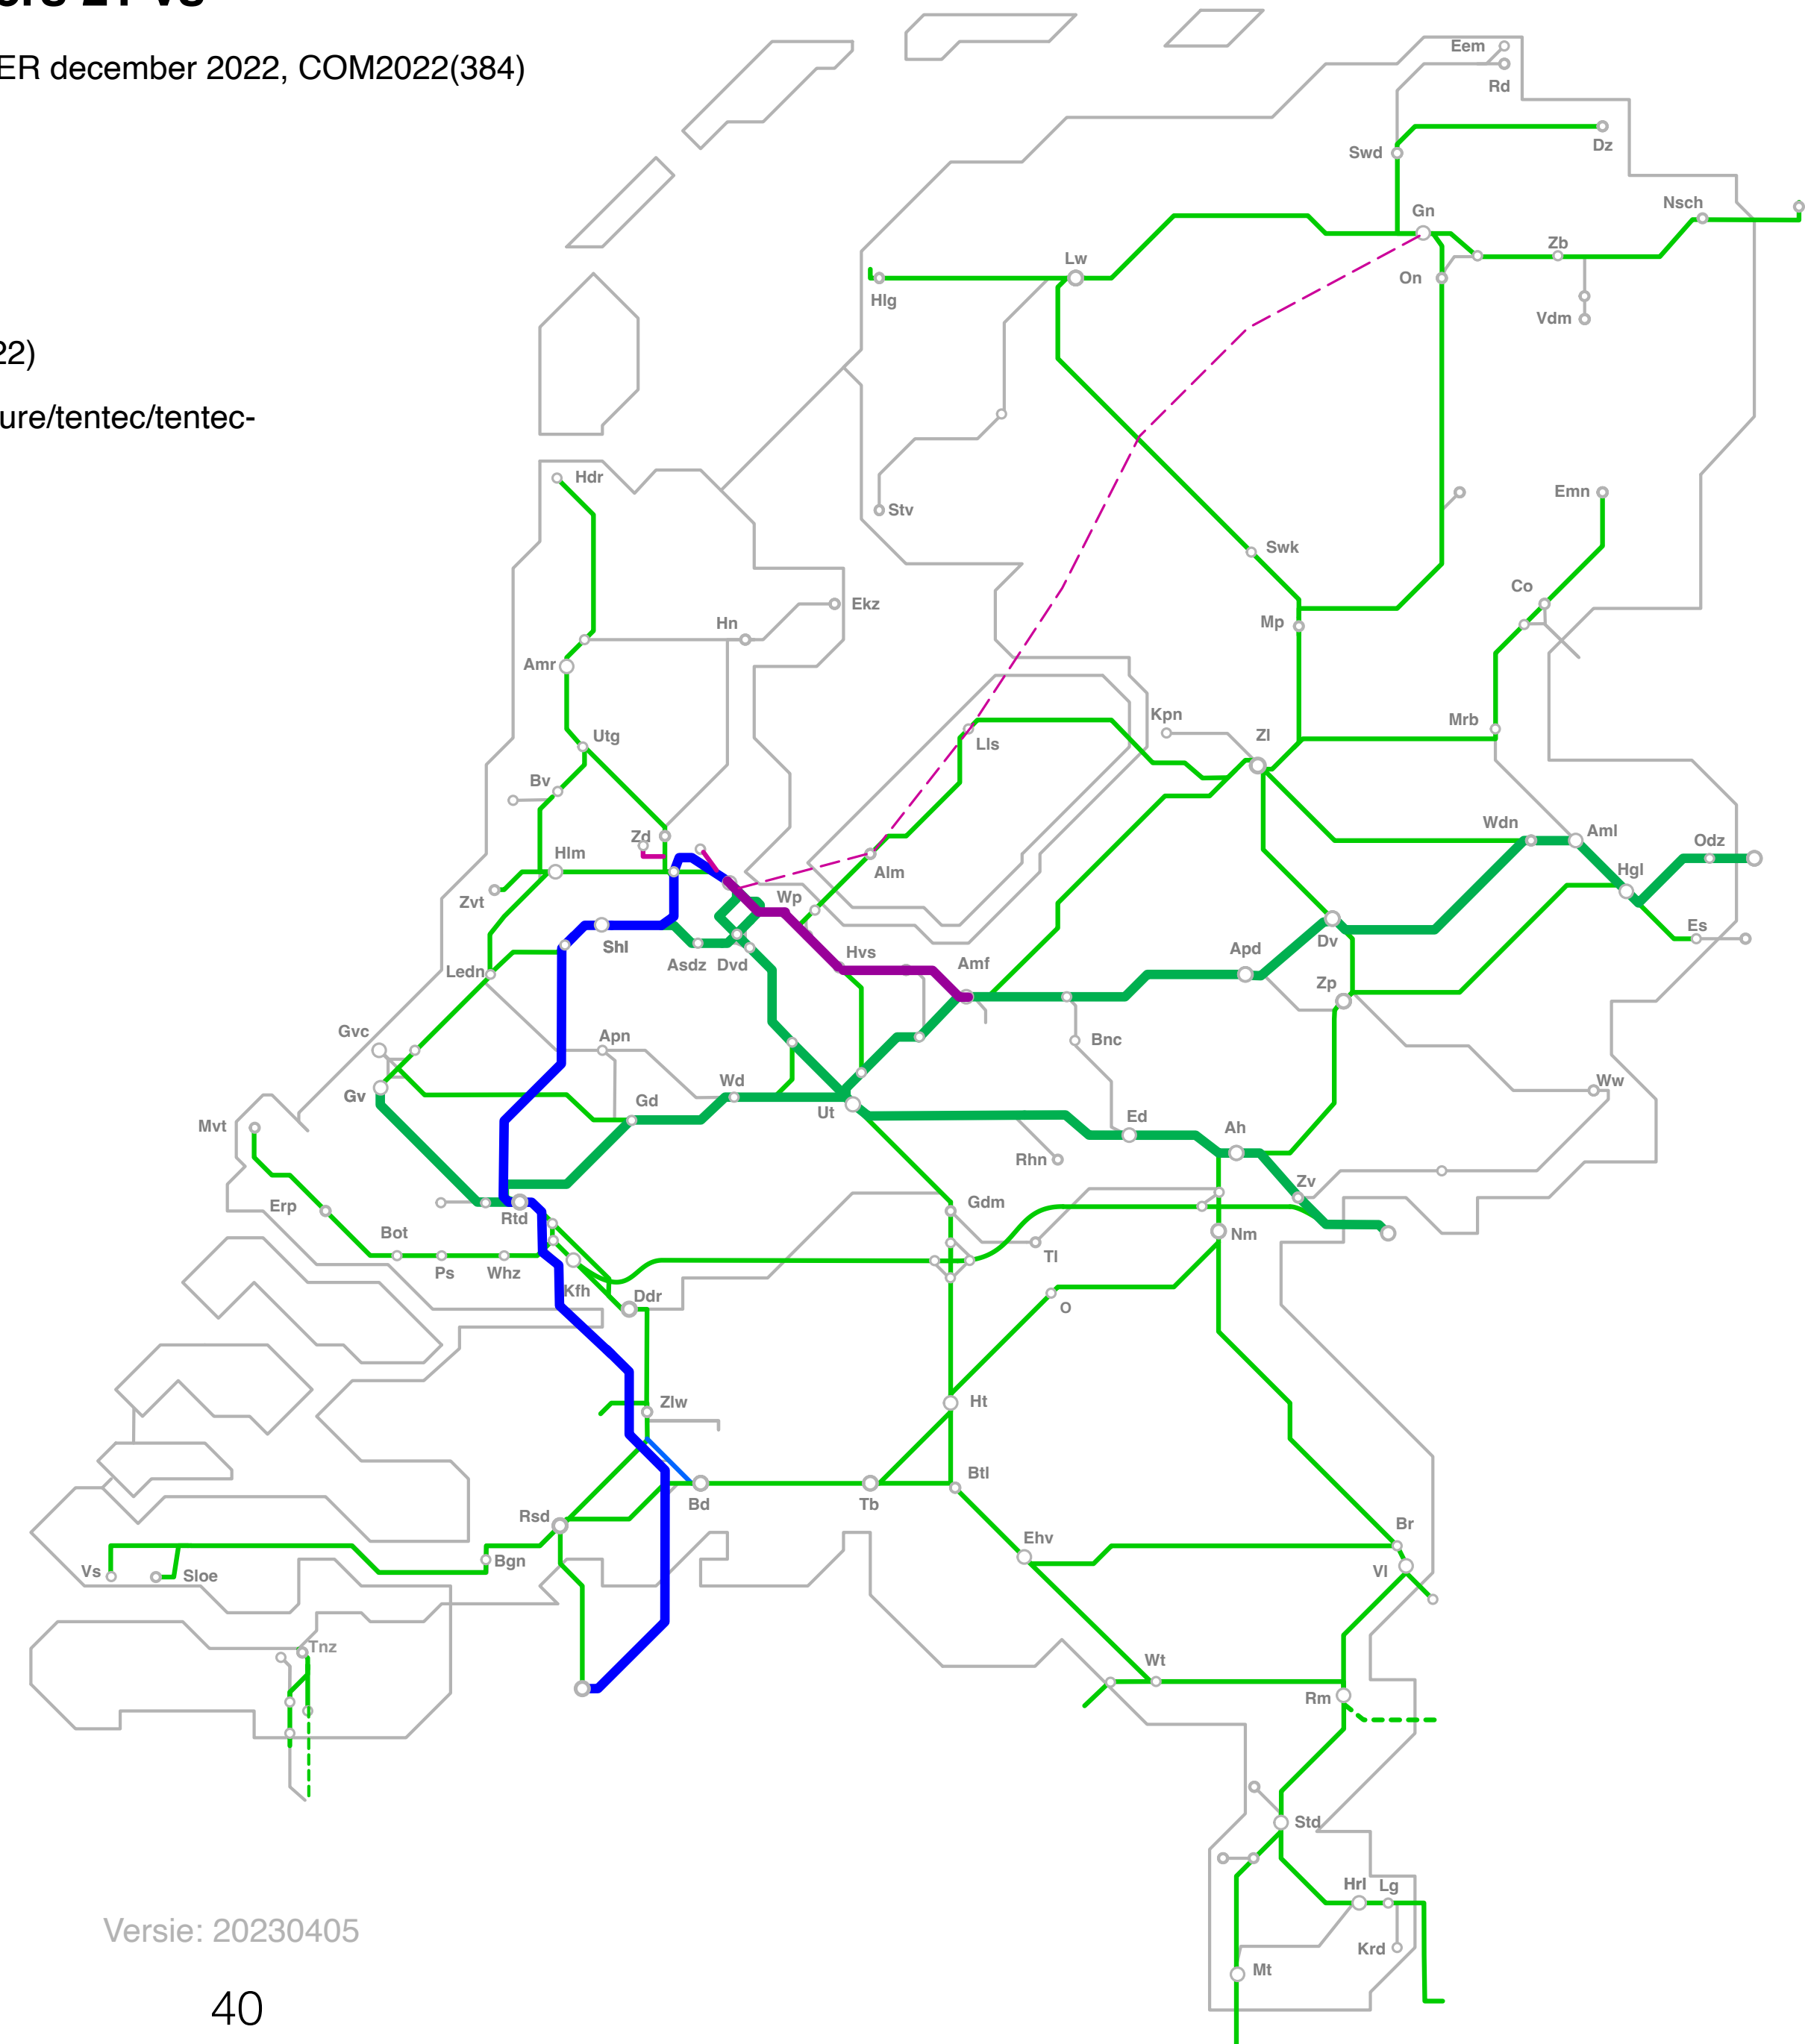 ER december 2022, COM2022(384)
22)
ure/tentec/tentec-
Eem
Rd
Swd
Dz
Nsch
Gn
Zb
Lw
On
Hlg
Vdm
Hdr
Emn
Stv
Swk
Co
Ekz
Hn
Mp
Amr
Kpn
Mrb
Utg
Zl
Lls
Bv
Wdn
Aml
Zd
Odz
Hlm
Alm
Hgl
Zvt
Wp
Es
Shl
Dv
Hvs
Apd
Asdz
Dvd
Amf
Ledn
Zp
Gvc
Apn
Bnc
Wd
Ww
Gv
Gd
Ut
Ed
Mvt
Ah
Rhn
Zv
Erp
Rtd
Gdm
Bot
Nm
Tl
Ps
Whz
Kfh
Ddr
O
Zlw
Ht
Btl
Bd
Tb
Rsd
Br
Ehv
Bgn
Vs
Sloe
Vl
Tnz
Wt
Rm
Std
Hrl
Lg
Versie: 20230405
Krd
Mt
40